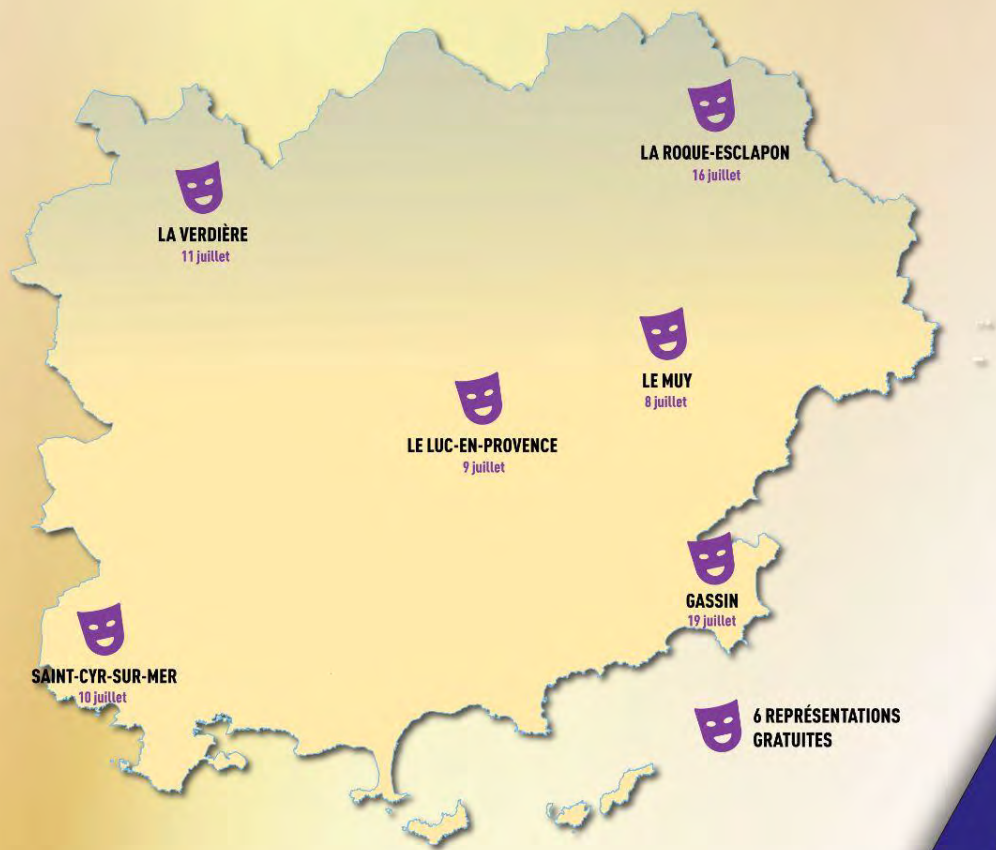 LA ROQUE-ESCLAPON
16 juillet
LA VERDIÈRE
11 juillet
LE MUY
8 juillet
LE LUC-EN-PROVENCE
9 juillet
GASSIN
19 juillet
SAINT-CYR-SUR-MER
10 juillet
6 REPRÉSENTATIONS
GRATUITES